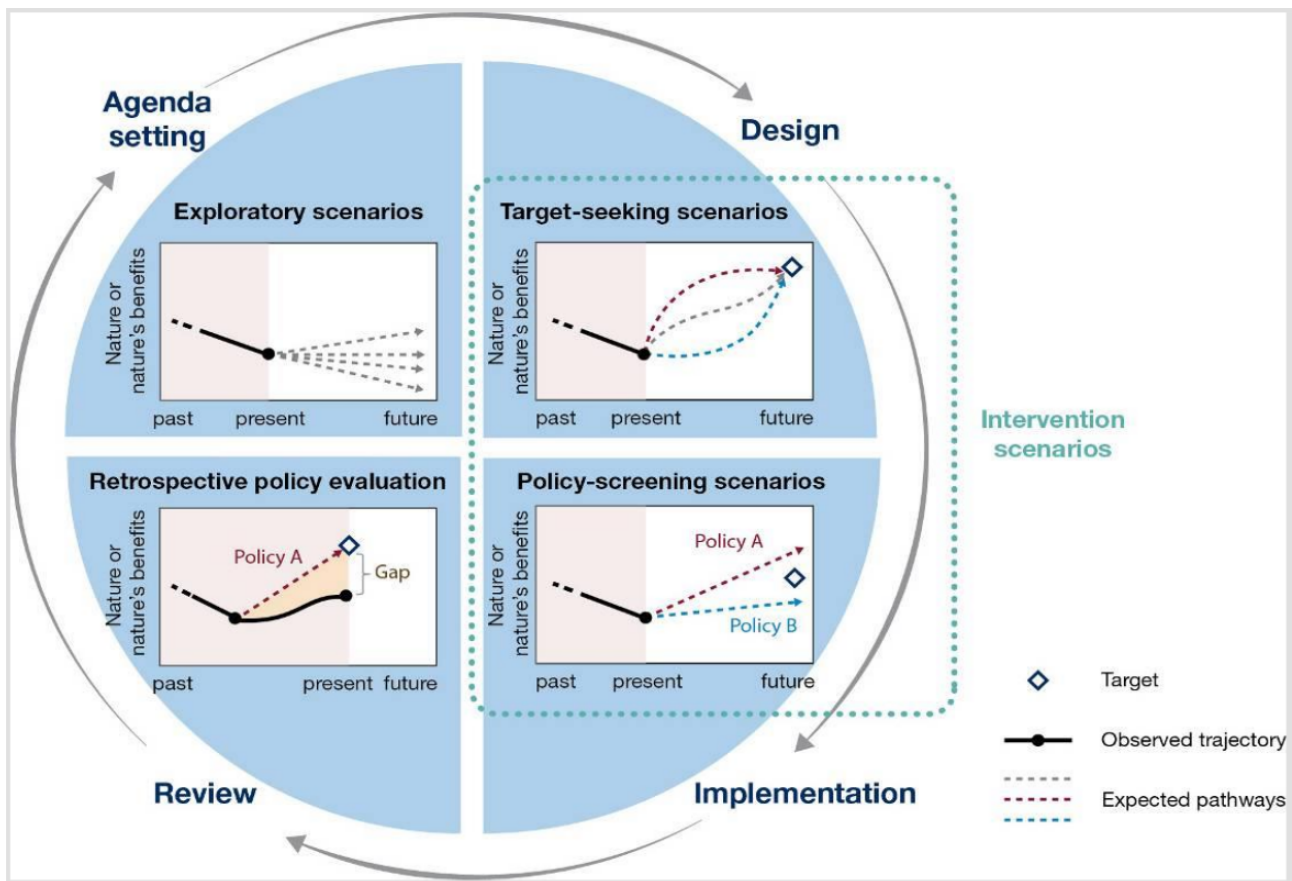 Agenda
setting
Design
Exploratory scenarios
Nature or
nature's benefits
past present future
Target-seeking scenarios
Nature or
nature's benefits
past present future
Intervention
scenarios
Retrospective policy evaluation
Nature or
nature's benefits
Policy A
Gap
past present future
Policy-screening scenarios
Nature or
nature's benefits
Policy A
Policy B
past present future
Review
Implementation
Target
Observed trajectory
Expected pathways